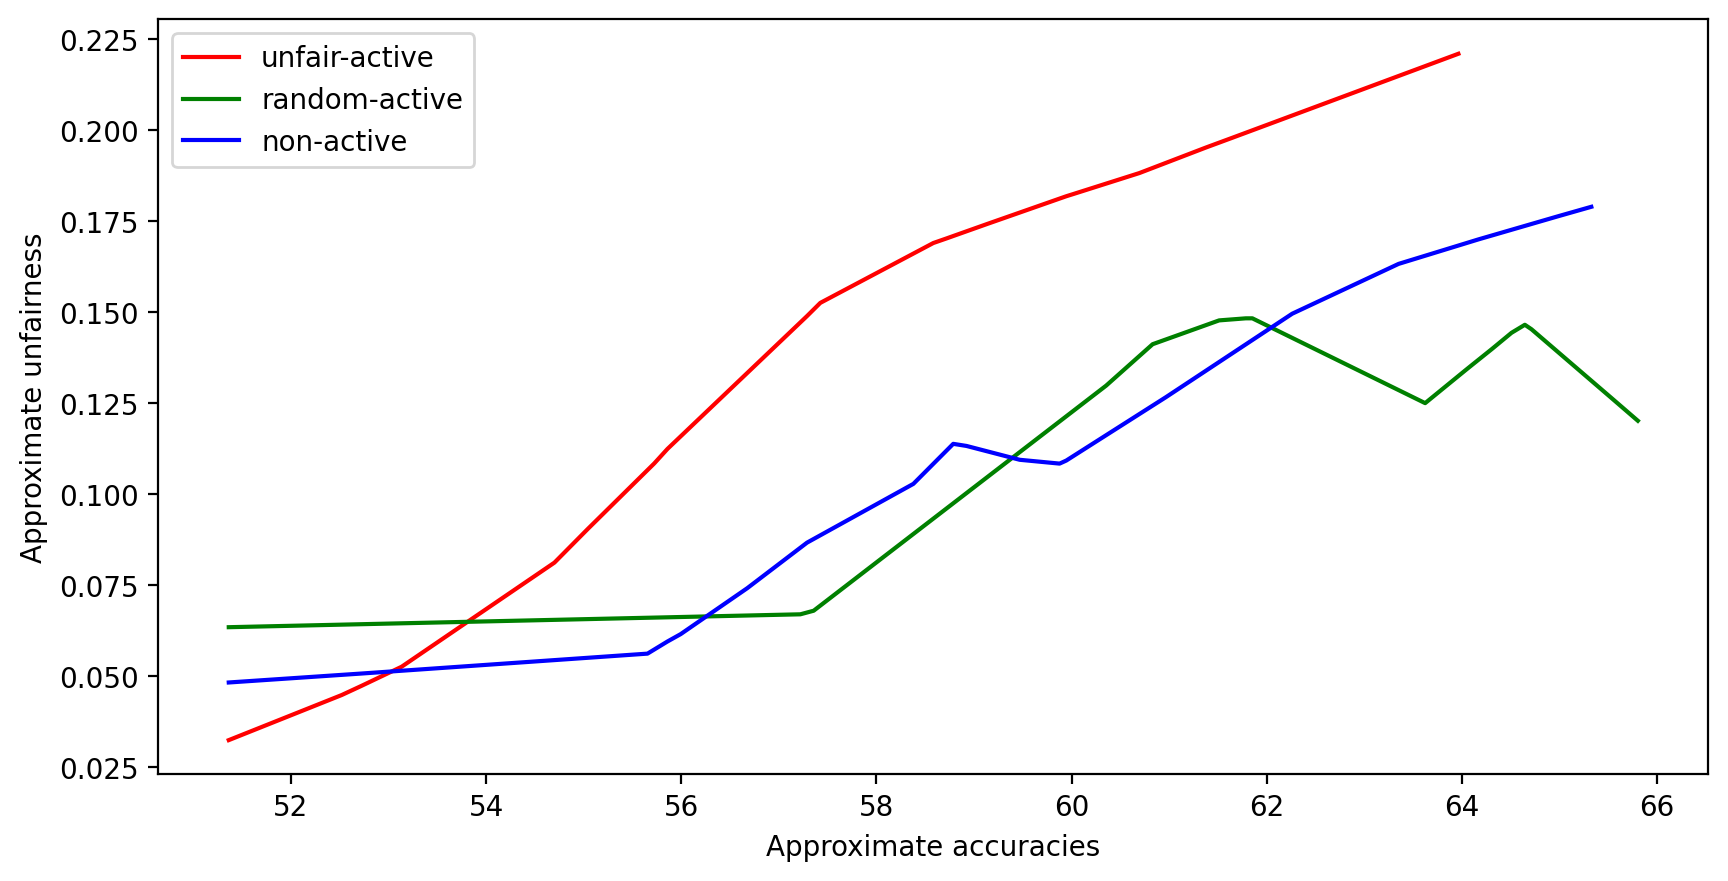 unfair-active
random-active
non-active
0.225
0.200
0.175
0.150
0.125
0.100
0.075
0.050
0.025
Approximate unfairness
52 54 56 58 60 62 64 66
Approximate accuracies